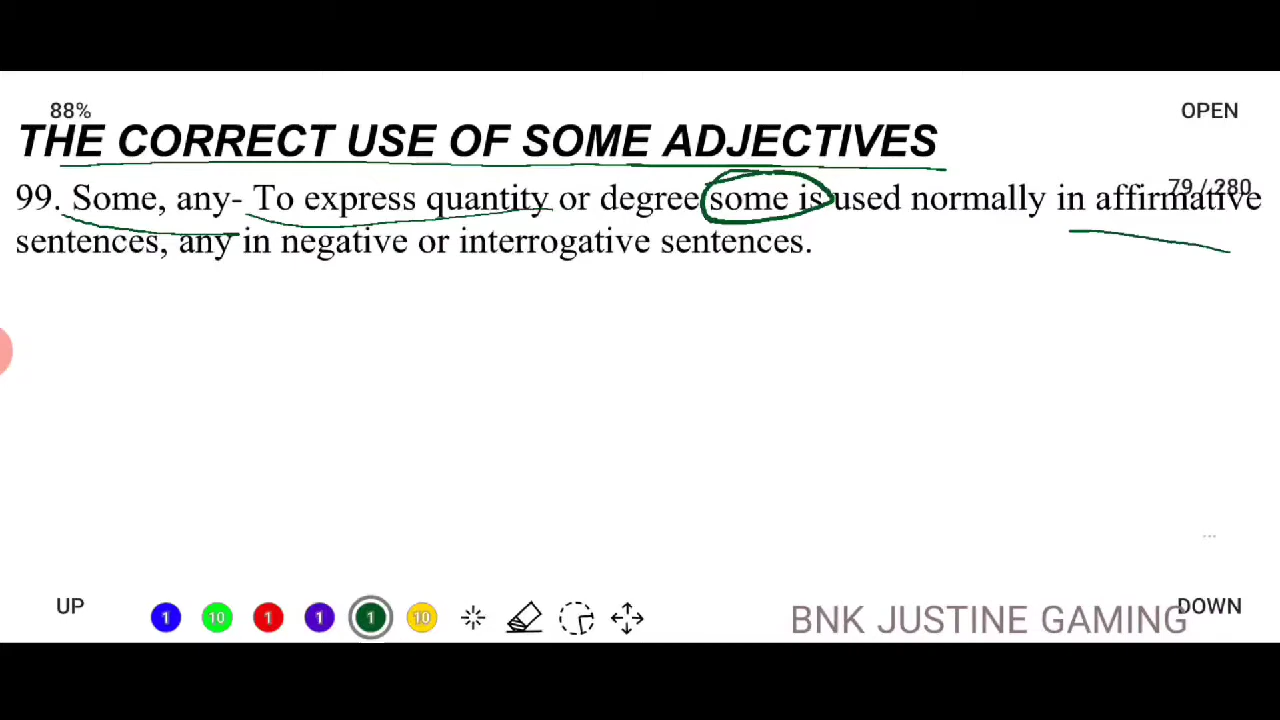 88%
OPEN
THE CORRECT USE OF SOME ADJECTIVES
79 / 280
99. Some, any- To express quantity or degree some is used normally in affirmative
sentences, any in negative or interrogative sentences.
...
UP
1 10 1 1 1 10
BNK JUSTINE GAMING
DOWN